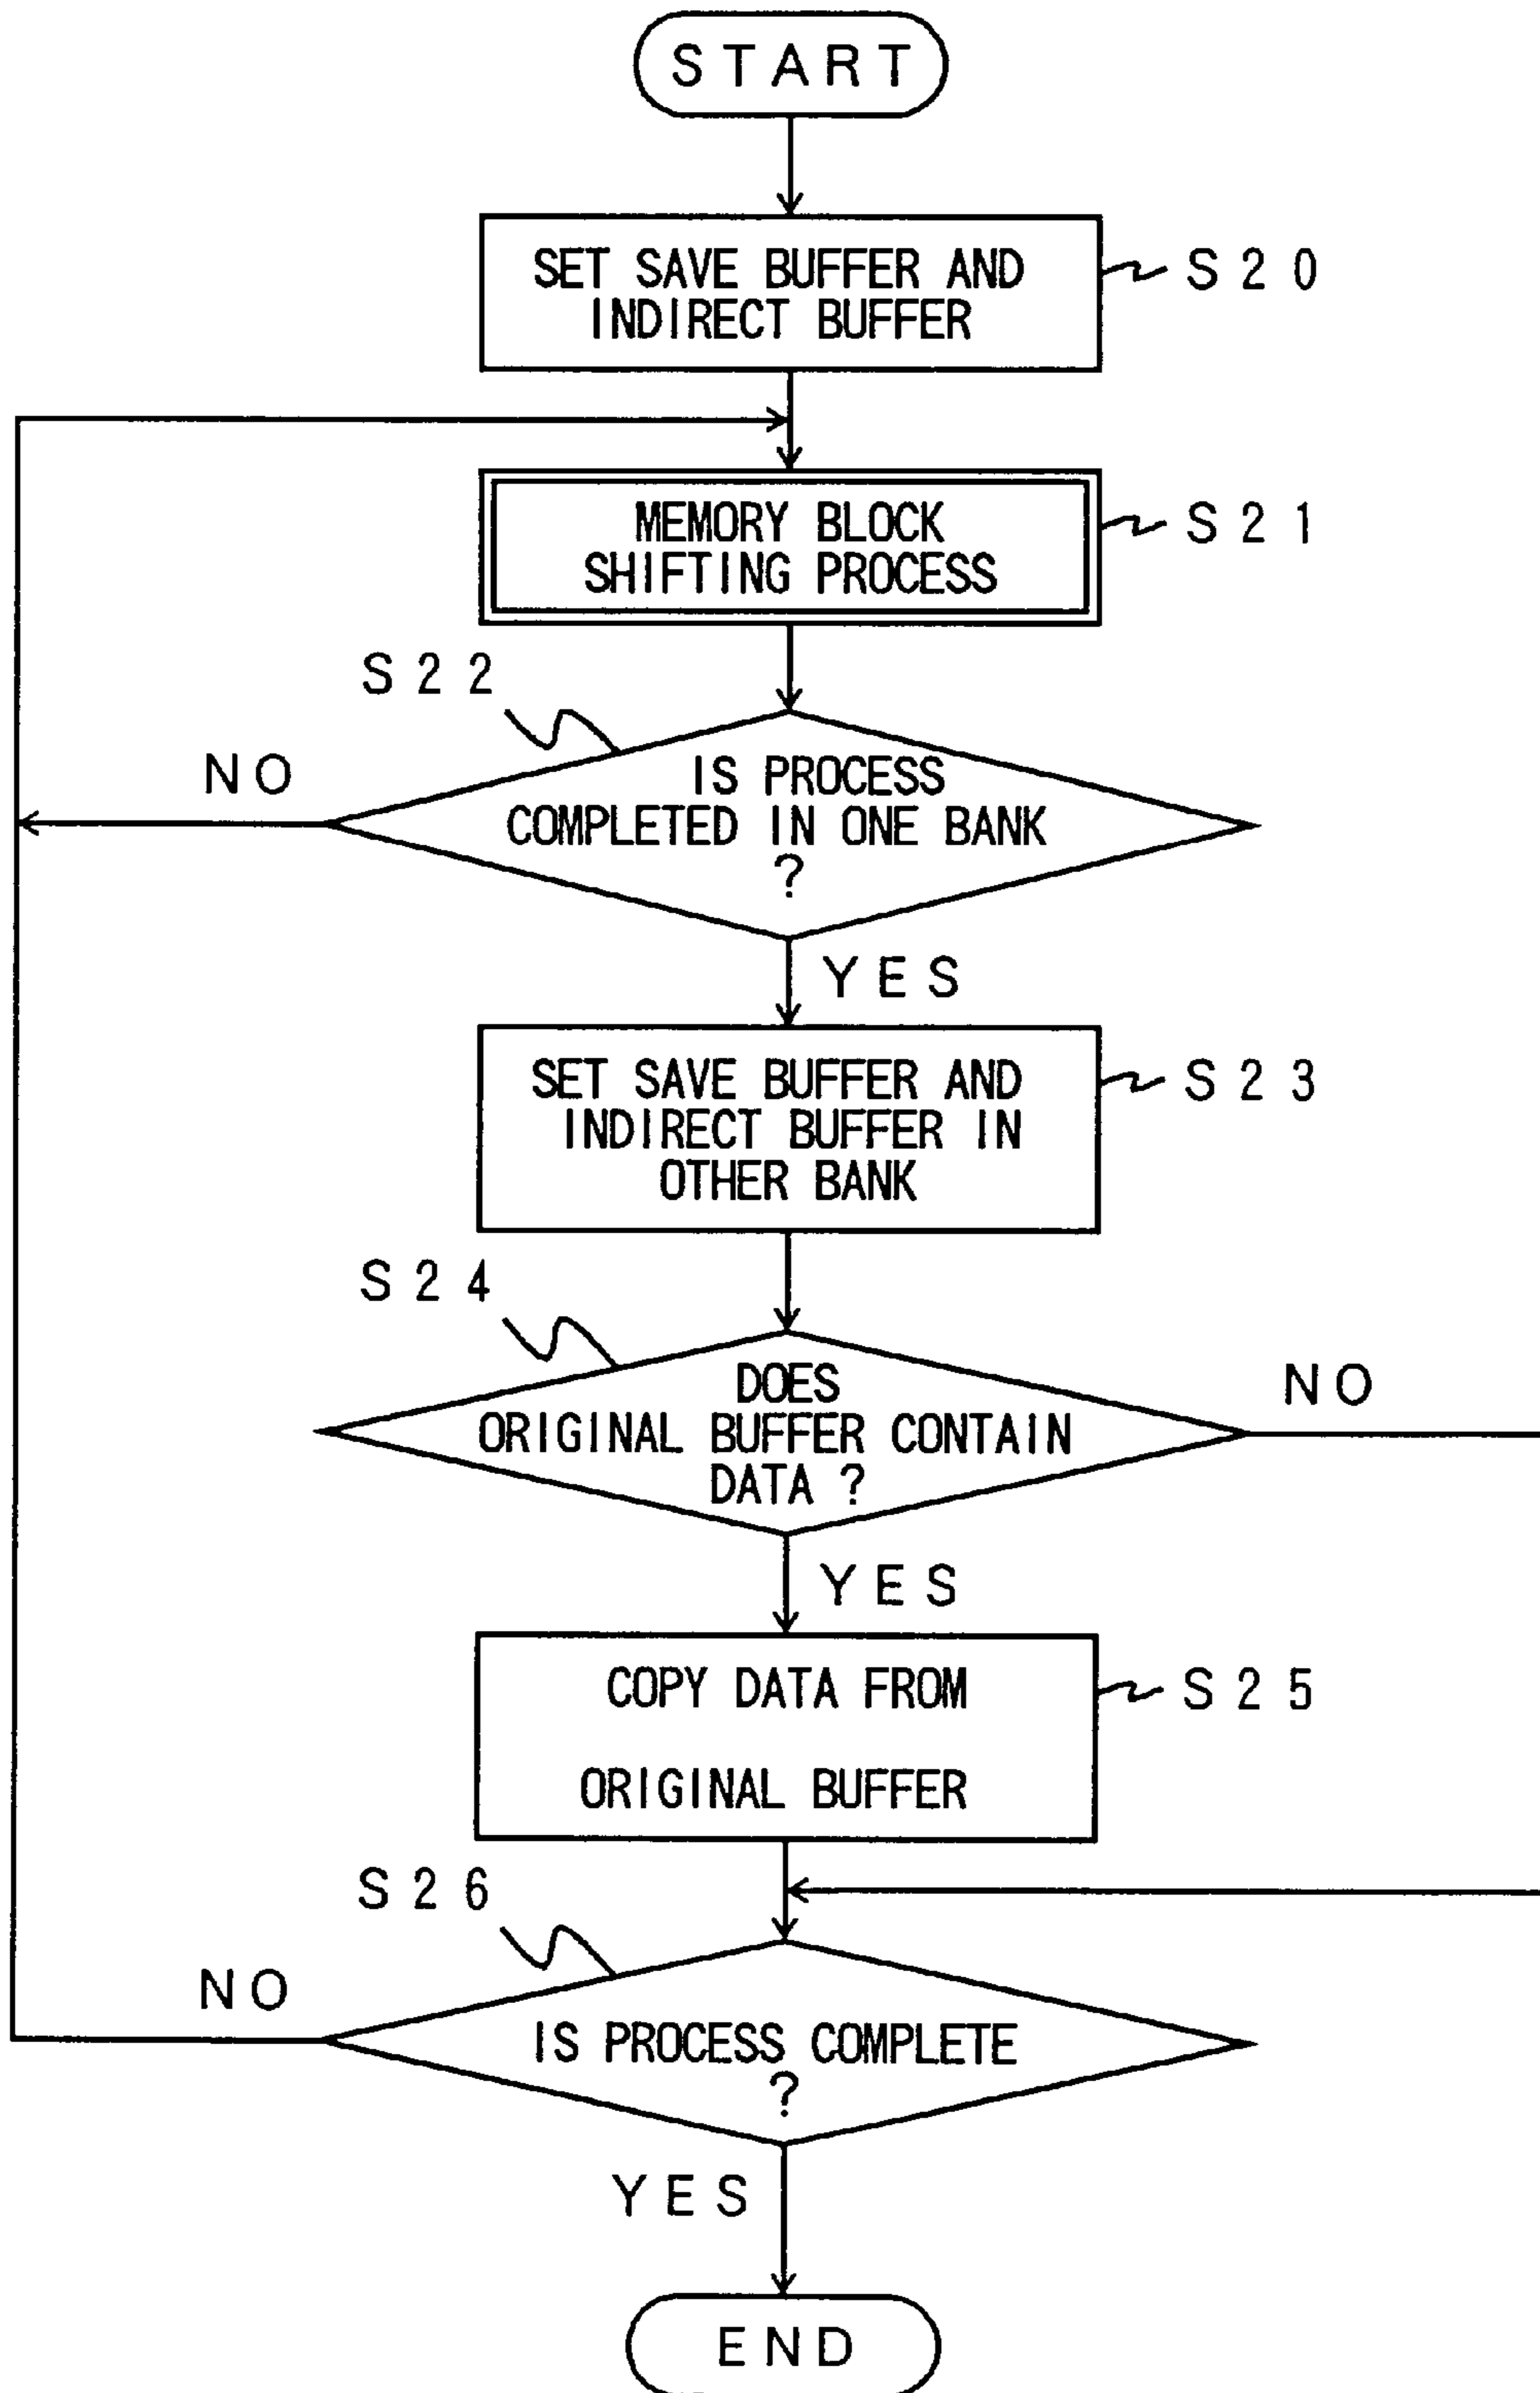 START
SET SAVE BUFFER AND
INDIRECT BUFFER
S20
MEMORY BLOCK
SHIFTING PROCESS
S21
S22
NO
IS PROCESS
COMPLETED IN ONE BANK
?
YES
SET SAVE BUFFER AND
INDIRECT BUFFER IN
OTHER BANK
S23
S24
DOES
ORIGINAL BUFFER CONTAIN
DATA ?
NO
YES
COPY DATA FROM
ORIGINAL BUFFER
S25
S26
NO
IS PROCESS COMPLETE
?
YES
END